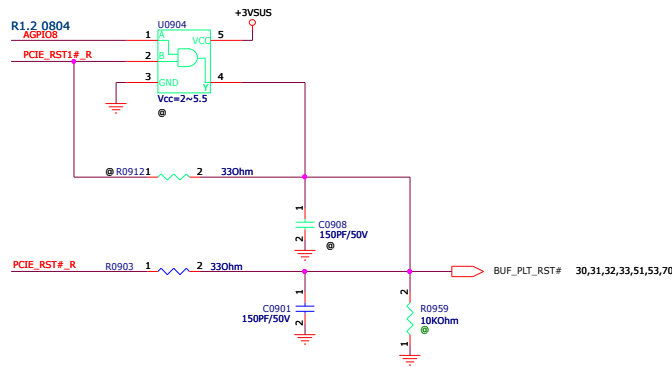 R1.2 0804
AGPIO8
PCIE_RST1#_R
U0904
+3VSUS
1 A
VCC 5
2 B
3 GND
Y 4
Vcc=2~5.5
@
@ R0912 1 2 33Ohm
1
C0908
150PF/50V
2
@
PCIE_RST#_R R0903 1 2 33Ohm
BUF_PLT_RST# 30,31,32,33,51,53,70
1
C0901
150PF/50V
2
2
R0959
10KOhm
@
1